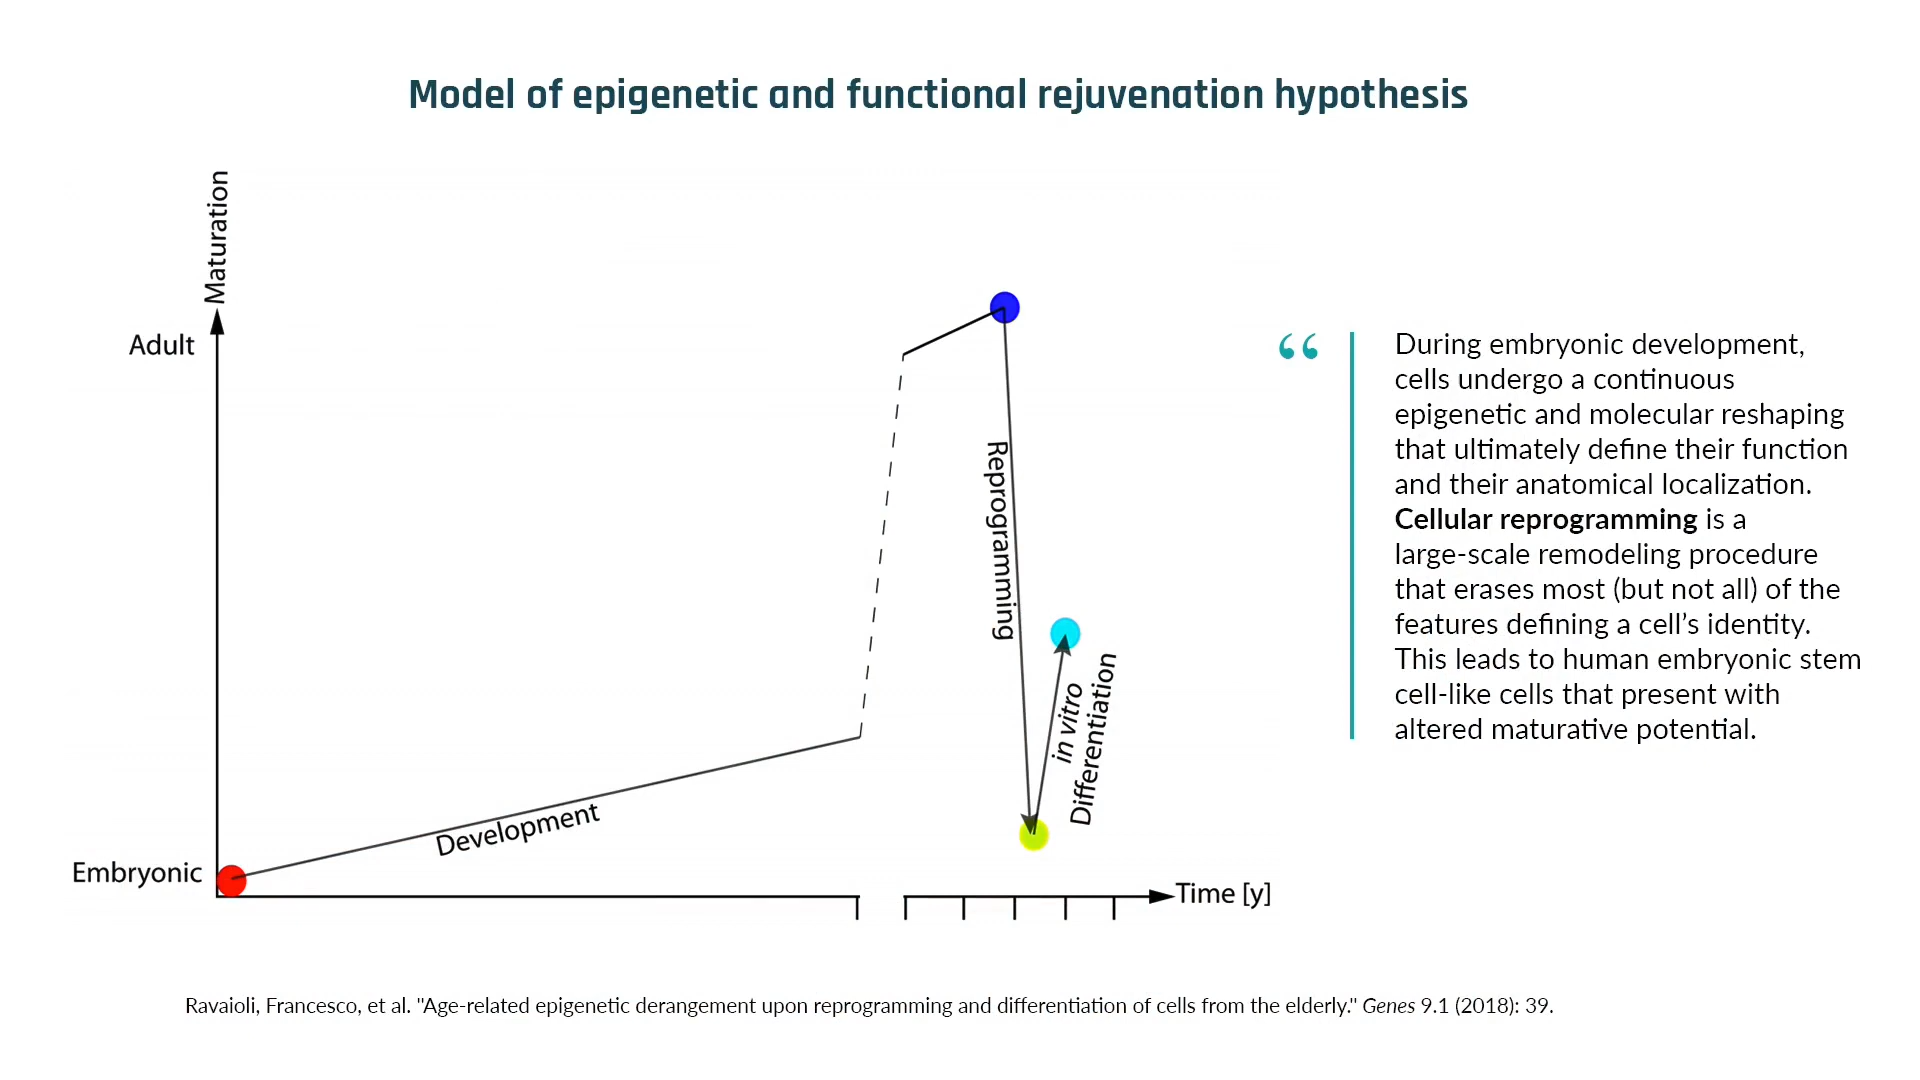 Model of epigenetic and functional rejuvenation hypothesis
Maturation
Adult
Embryonic
Development
Reprogramming
in vitro
Differentiation
Time [y]
“
During embryonic development,
cells undergo a continuous
epigenetic and molecular reshaping
that ultimately define their function
and their anatomical localization.
Cellular reprogramming is a
large-scale remodeling procedure
that erases most (but not all) of the
features defining a cell’s identity.
This leads to human embryonic stem
cell-like cells that present with
altered maturative potential.
Ravaioli, Francesco, et al. "Age-related epigenetic derangement upon reprogramming and differentiation of cells from the elderly." Genes 9.1 (2018): 39.